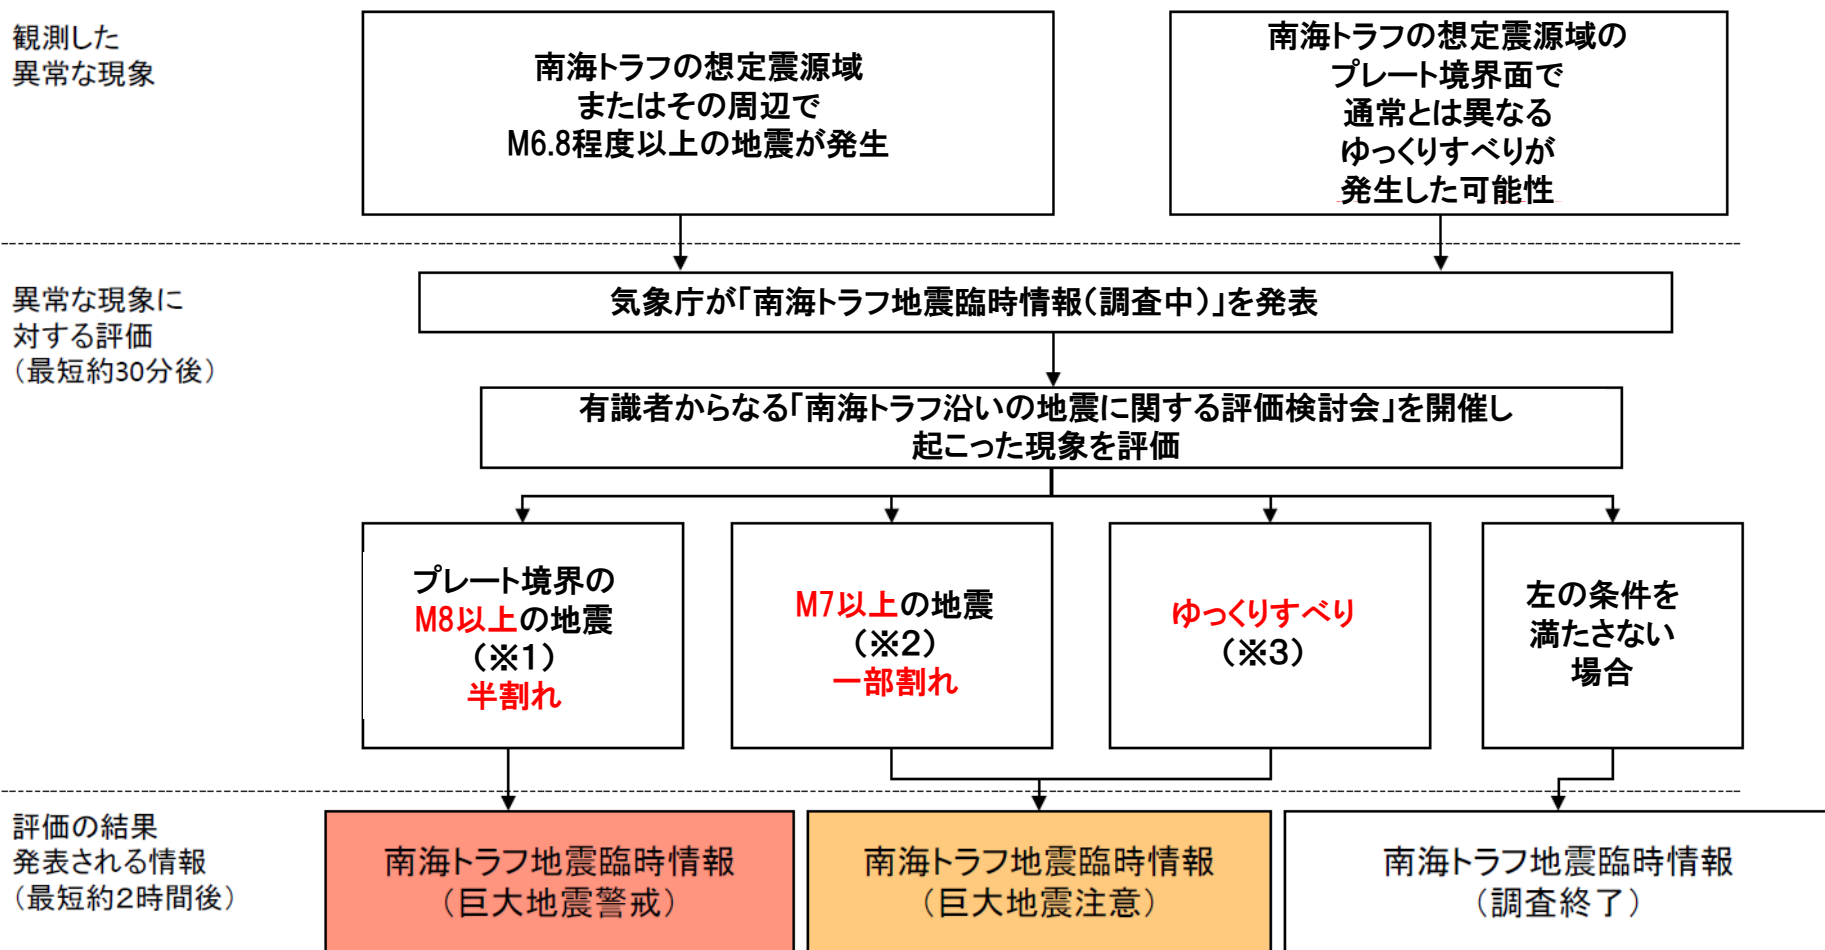 観測した
異常な現象
南海トラフの想定震源域
またはその周辺で
M6.8程度以上の地震が発生
南海トラフの想定震源域の
プレート境界面で
通常とは異なる
ゆっくりすべりが
発生した可能性
異常な現象に
対する評価
（最短約30分後）
気象庁が「南海トラフ地震臨時情報（調査中）」を発表
有識者からなる「南海トラフ沿いの地震に関する評価検討会」を開催し
起こった現象を評価
プレート境界の
M8以上の地震
（※1）
半割れ
M7以上の地震
（※2）
一部割れ
ゆっくりすべり
（※3）
左の条件を
満たさない
場合
評価の結果
発表される情報
（最短約2時間後）
南海トラフ地震臨時情報
（巨大地震警戒）
南海トラフ地震臨時情報
（巨大地震注意）
南海トラフ地震臨時情報
（調査終了）